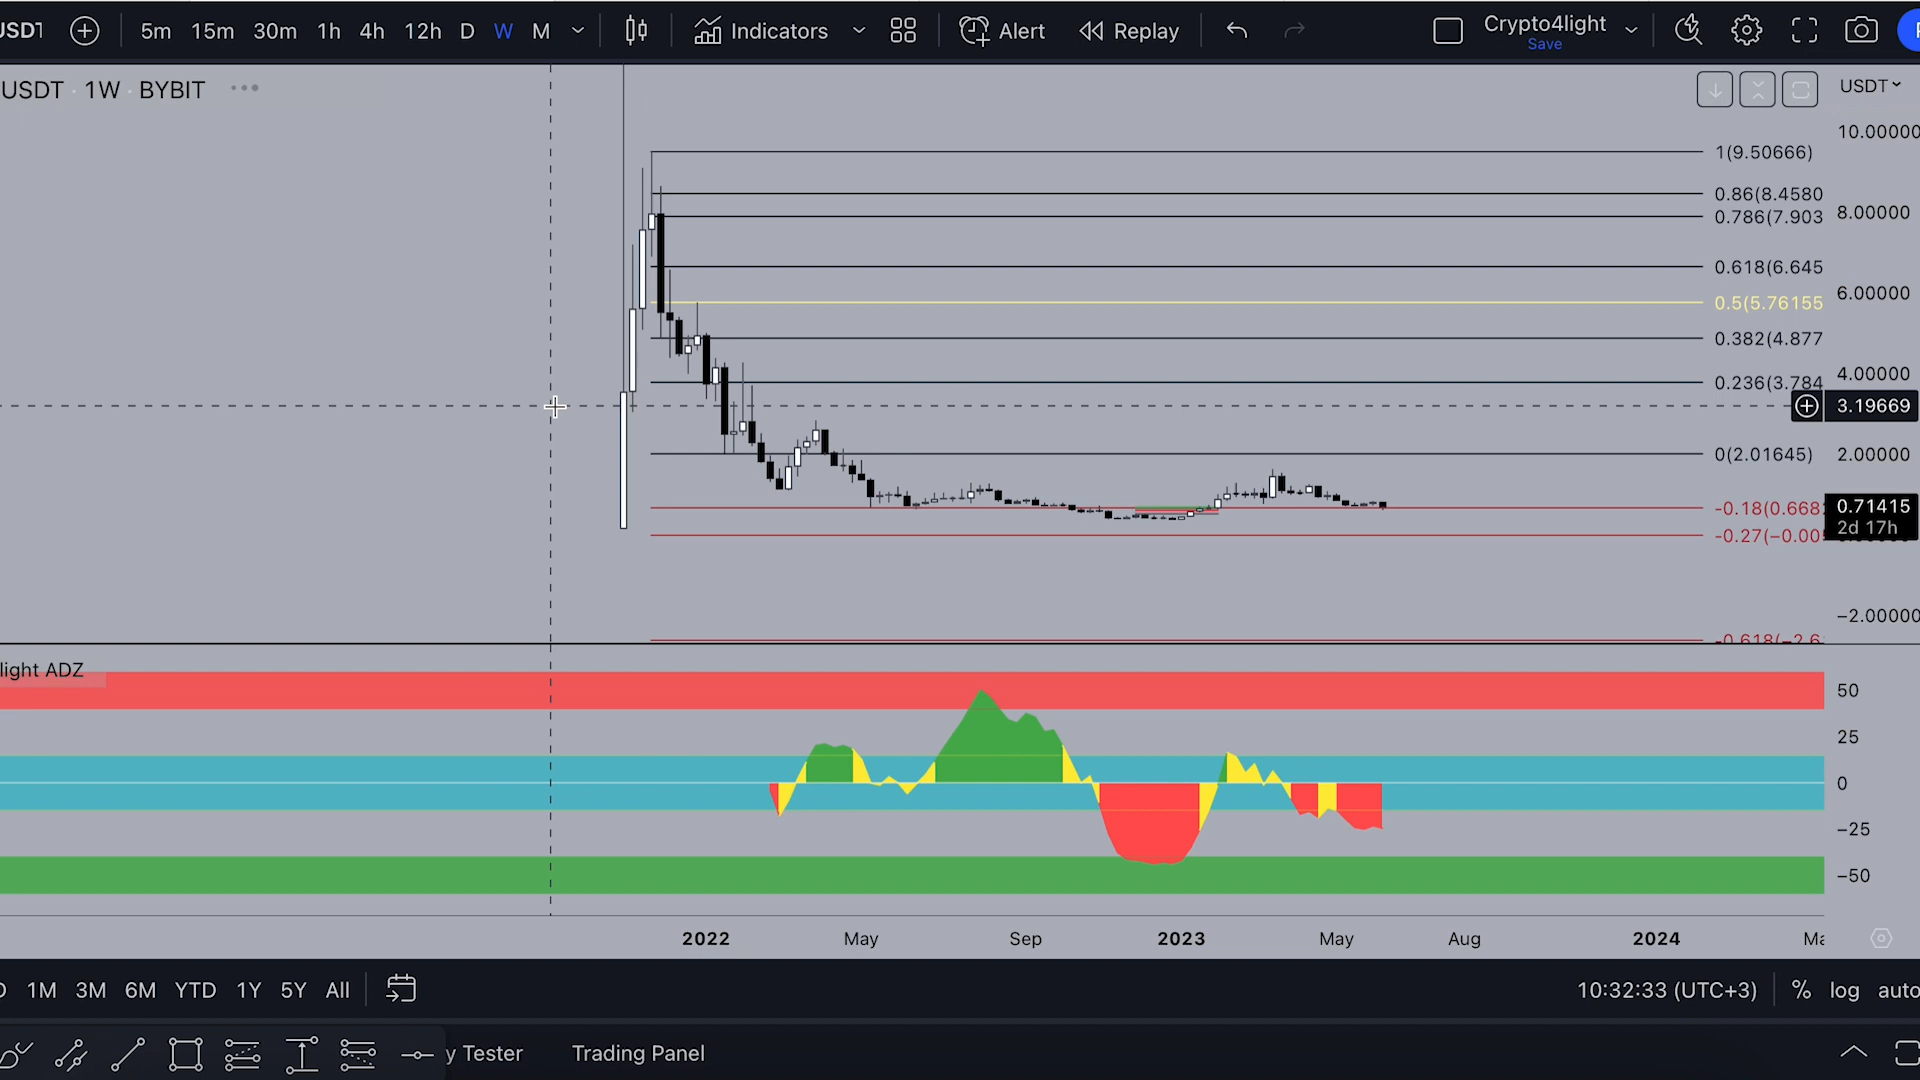 5m 15m 30m 1h 4h 12h D W M Indicators Alert Replay Crypto4light
Save
USDT · 1W · BYBIT
USDT
10.00000
1(9.50666)
0.86(8.4580
8.00000
0.786(7.903
0.618(6.645
6.00000
0.5(5.76155
0.382(4.877
4.00000
0.236(3.784
3.19669
0(2.01645)
2.00000
-0.18(0.668
0.71415
2d 17h
-0.27(−0.00
−2.00000
-0.618(−2.6
light ADZ
50
25
0
−25
−50
2022 May Sep 2023 May Aug 2024
1M 3M 6M YTD 1Y 5Y All 10:32:33 (UTC+3) % log auto
y Tester Trading Panel